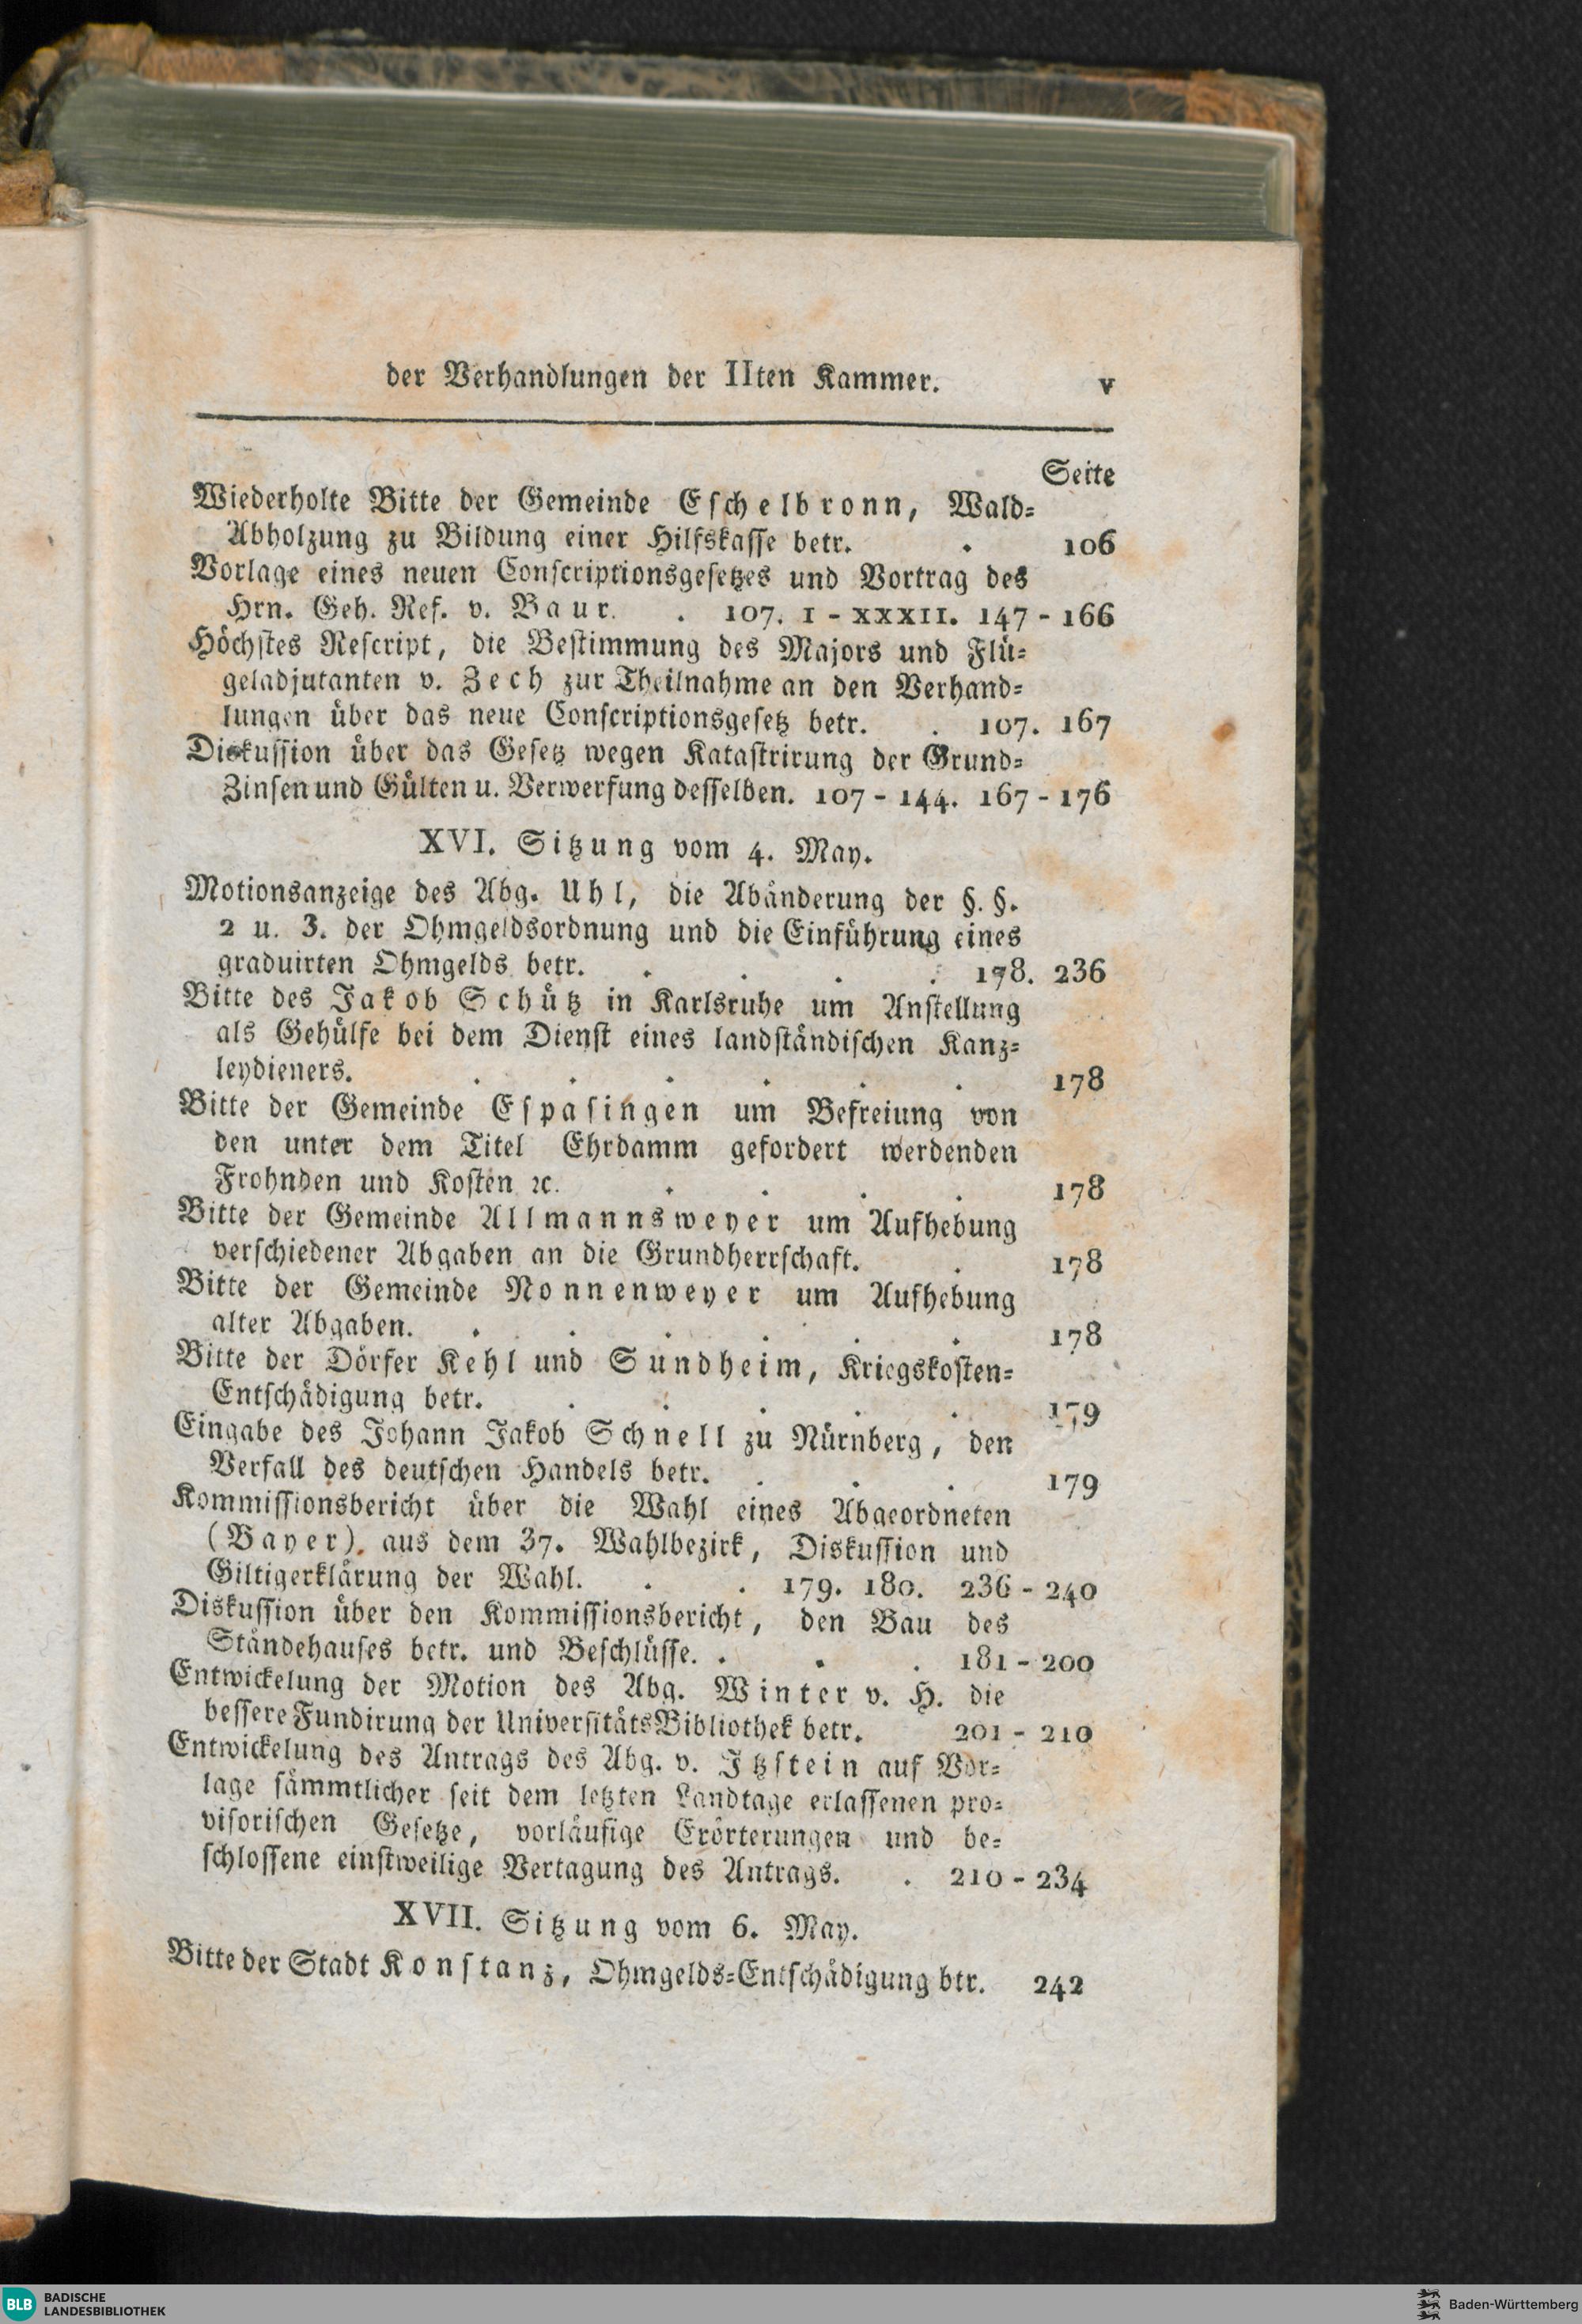 der Verhandlungen der IIten Kammer. v
Seite
Wiederholte Bitte der Gemeinde Eschelbronn, Wald-
Abholzung zu Bildung einer Hilfskasse betr. . 106
Vorlage eines neuen Conscriptionsgesetzes und Vortrag des
Hrn. Geh. Ref. v. Baur. . 107. I - XXXII. 147 - 166
Höchstes Rescript, die Bestimmung des Majors und Flü-
geladjutanten v. Zech zur Theilnahme an den Verhand-
lungen über das neue Conscriptionsgesetz betr. . 107. 167
Diskussion über das Gesetz wegen Katastrirung der Grund-
Zinsen und Gülten u. Verwerfung desselben. 107 - 144. 167 - 176
XVI. Sitzung vom 4. May.
Motionsanzeige des Abg. Uhl, die Abänderung der §. §.
2 u. 3. der Ohmgeldsordnung und die Einführung eines
graduirten Ohmgelds betr. . . . . 178. 236
Bitte des Jakob Schütz in Karlsruhe um Anstellung
als Gehülfe bei dem Dienst eines landständischen Kanz-
leydieners. . . . . . . 178
Bitte der Gemeinde Espasingen um Befreiung von
den unter dem Titel Ehrdamm gefordert werdenden
Frohnden und Kosten ꝛc. . . . . 178
Bitte der Gemeinde Allmannsweyer um Aufhebung
verschiedener Abgaben an die Grundherrschaft. . 178
Bitte der Gemeinde Nonnenweyer um Aufhebung
alter Abgaben. . . . . . . 178
Bitte der Dörfer Kehl und Sundheim, Kriegskosten-
Entschädigung betr. . . . . . 179
Eingabe des Johann Jakob Schnell zu Nürnberg, den
Verfall des deutschen Handels betr. . . . 179
Kommissionsbericht über die Wahl eines Abgeordneten
(Bayer). aus dem 37. Wahlbezirk, Diskussion und
Giltigerklärung der Wahl. . . 179. 180. 236 - 240
Diskussion über den Kommissionsbericht, den Bau des
Ständehauses betr. und Beschlüsse. . . . 181 - 200
Entwickelung der Motion des Abg. Winter v. H. die
bessere Fundirung der UniversitätsBibliothek betr. 201 - 210
Entwickelung des Antrags des Abg. v. Itzstein auf Vor-
lage sämmtlicher seit dem letzten Landtage erlassenen pro-
visorischen Gesetze, vorläufige Erörterungen und be-
schlossene einstweilige Vertagung des Antrags. . 210 - 234
XVII. Sitzung vom 6. May.
Bitte der Stadt Konstanz, Ohmgelds-Entschädigung btr. 242
BLB BADISCHE
LANDESBIBLIOTHEK
Baden-Württemberg